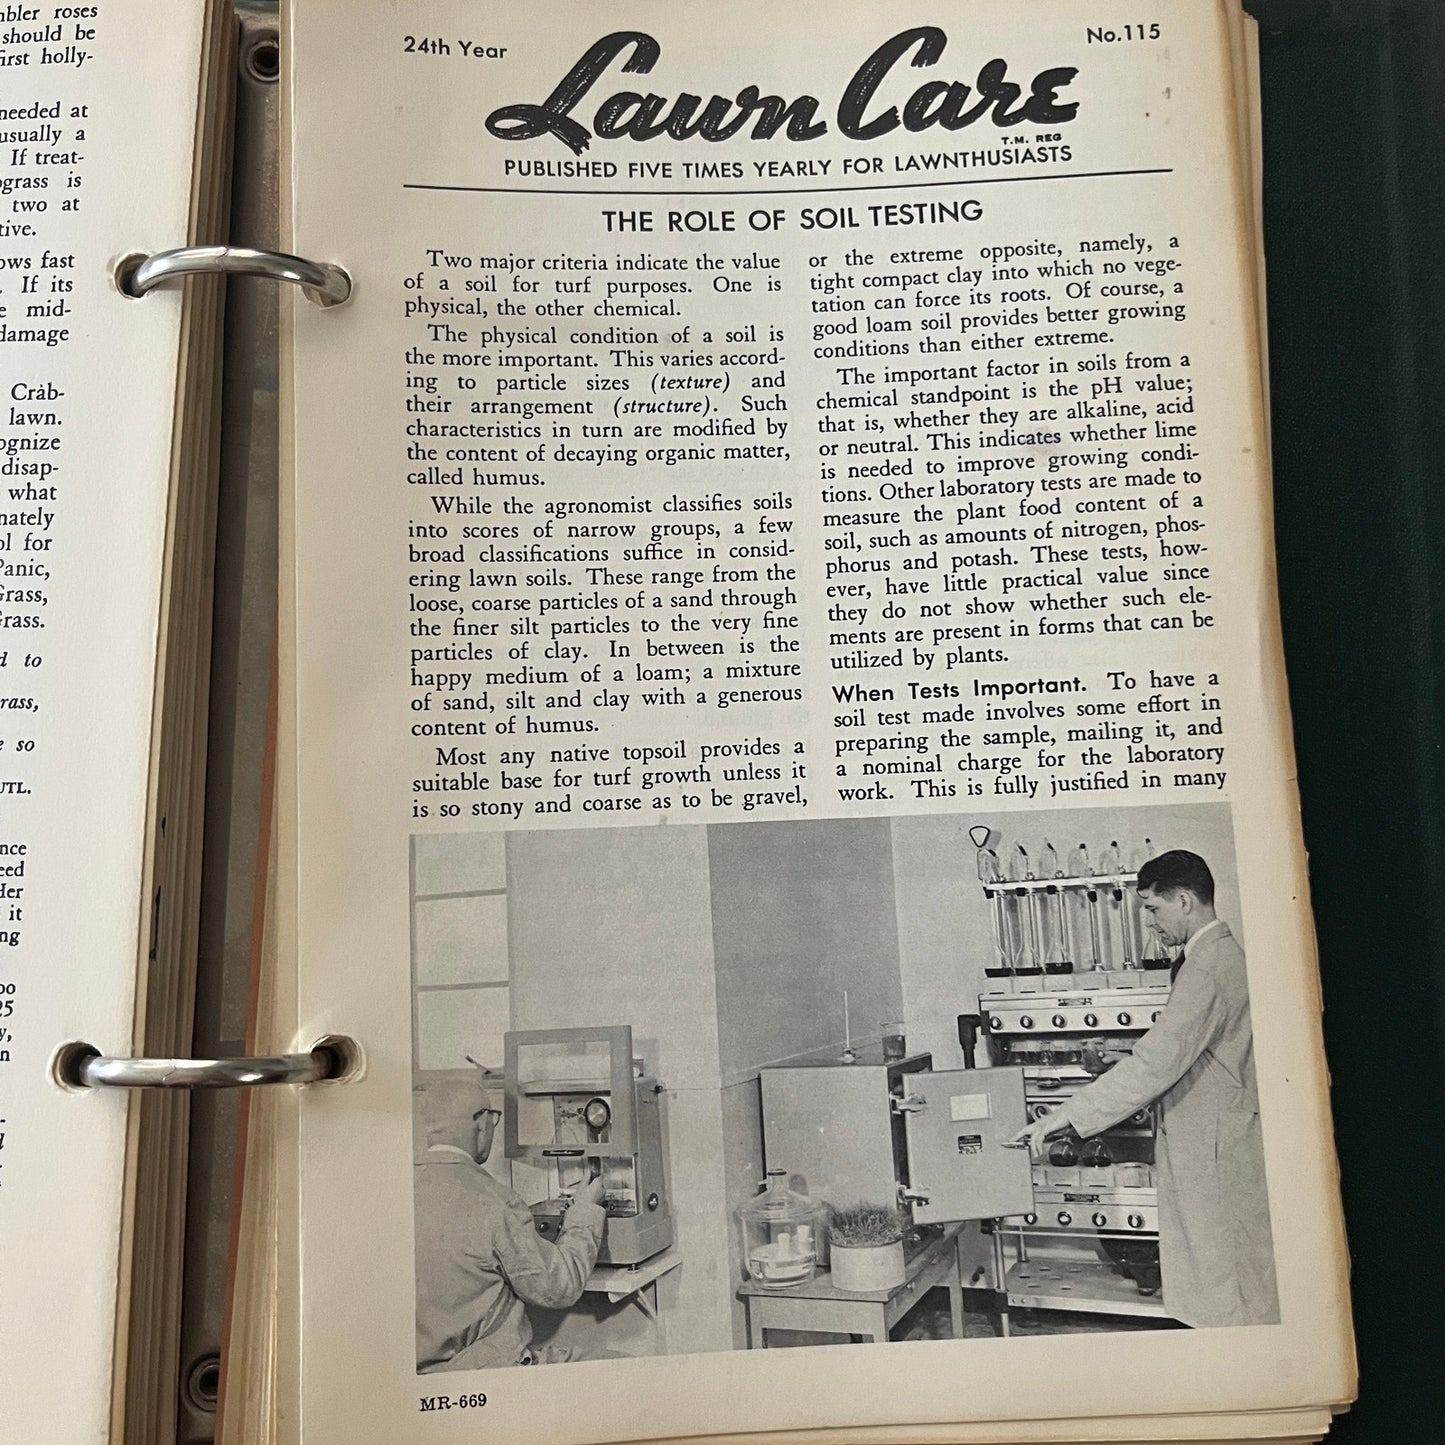 mbler roses
should be
first holly-
needed at
usually a
If treat-
grass is
two at
tive.
ows fast
. If its
mid-
damage
Crab-
lawn.
ognize
disap-
what
nately
ol for
Panic,
Grass,
rass.
d to
rass,
e so
UTL.
nce
eed
it
ng
oo
25
y,
n
24th Year
No.115
Lawn Care
T.M. REG
PUBLISHED FIVE TIMES YEARLY FOR LAWNTHUSIASTS
THE ROLE OF SOIL TESTING
Two major criteria indicate the value
of a soil for turf purposes. One is
physical, the other chemical.
The physical condition of a soil is
the more important. This varies accord-
ing to particle sizes (texture) and
their arrangement (structure). Such
characteristics in turn are modified by
the content of decaying organic matter,
called humus.
While the agronomist classifies soils
into scores of narrow groups, a few
broad classifications suffice in consid-
ering lawn soils. These range from the
loose, coarse particles of a sand through
the finer silt particles to the very fine
particles of clay. In between is the
happy medium of a loam; a mixture
of sand, silt and clay with a generous
content of humus.
Most any native topsoil provides a
suitable base for turf growth unless it
is so stony and coarse as to be gravel,
or the extreme opposite, namely, a
tight compact clay into which no vege-
tation can force its roots. Of course, a
good loam soil provides better growing
conditions than either extreme.
The important factor in soils from a
chemical standpoint is the pH value;
that is, whether they are alkaline, acid
or neutral. This indicates whether lime
is needed to improve growing condi-
tions. Other laboratory tests are made to
measure the plant food content of a
soil, such as amounts of nitrogen, phos-
phorus and potash. These tests, how-
ever, have little practical value since
they do not show whether such ele-
ments are present in forms that can be
utilized by plants.
When Tests Important. To have a
soil test made involves some effort in
preparing the sample, mailing it, and
a nominal charge for the laboratory
work. This is fully justified in many
MR-669